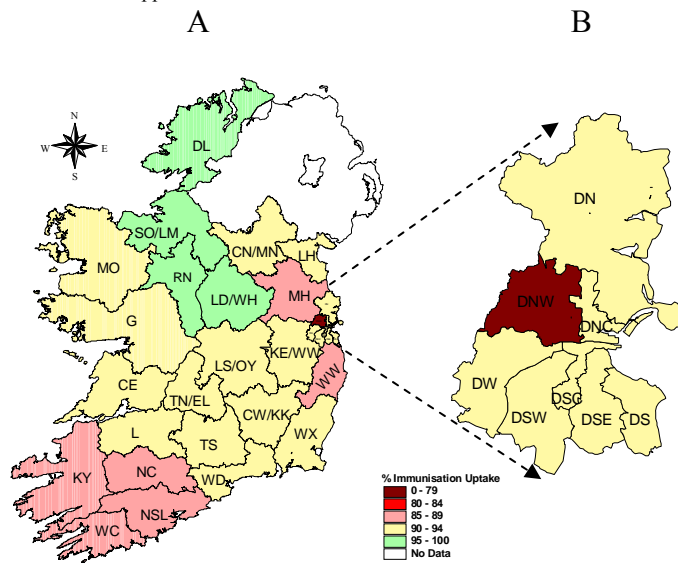 A
B
N
W E
S
DL
SO/LM
CN/MN
LH
MO
RN
LD/WH
MH
G
KE/WW
LS/OY
WW
CE
TN/EL
CW/KK
L
TS
WX
KY
NC
WD
NSL
WC
DN
DNW
DNC
DW
DSC
DSW
DSE
DS
% Immunisation Uptake
0 - 79
80 - 84
85 - 89
90 - 94
95 - 100
No Data